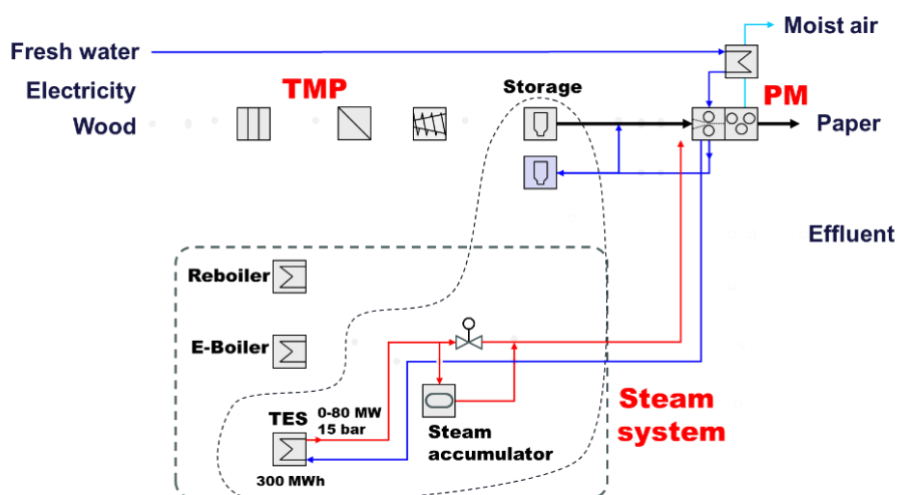 Moist air
Fresh water
Electricity
TMP
Storage
PM
Wood
Paper
Effluent
Reboiler
E-Boiler
TES
0-80 MW
15 bar
Steam
accumulator
Steam
system
300 MWh